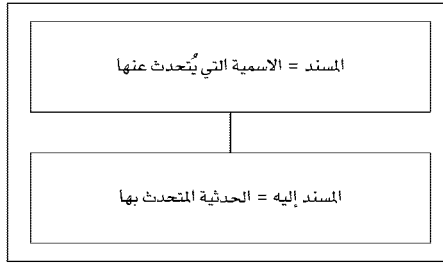 المسند = الاسمية التي يُتحدث عنها
المسند إليه = الحدثية المتحدث بها